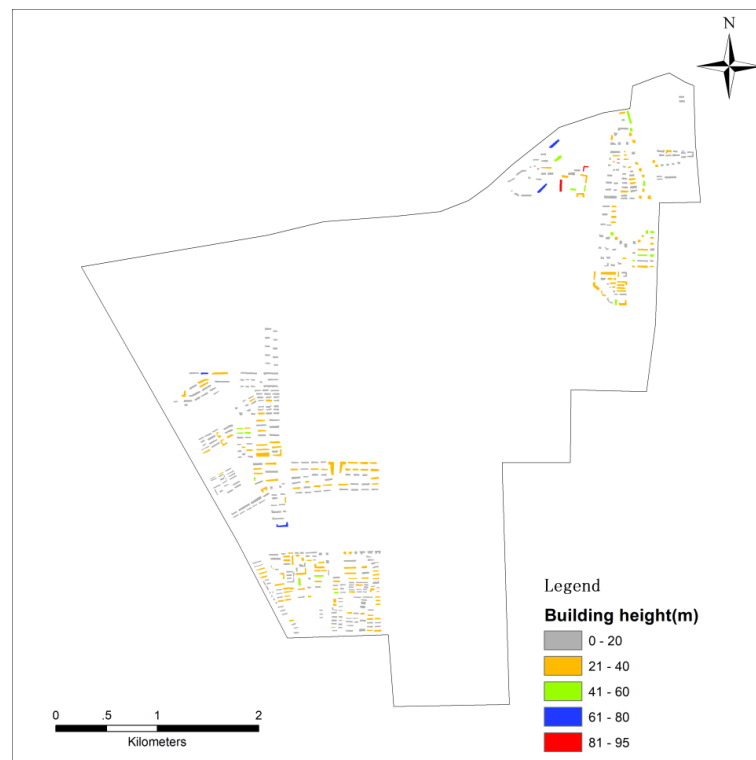 N
Legend
Building height(m)
0 - 20
21 - 40
41 - 60
61 - 80
81 - 95
0 .5 1 2
Kilometers